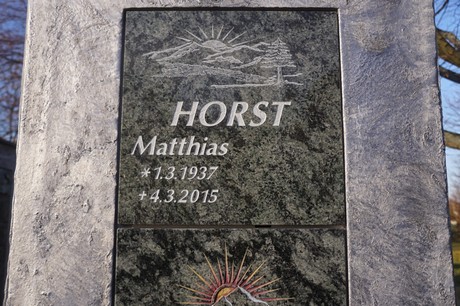 HORST
Matthias
* 1.3.1937
+ 4.3.2015